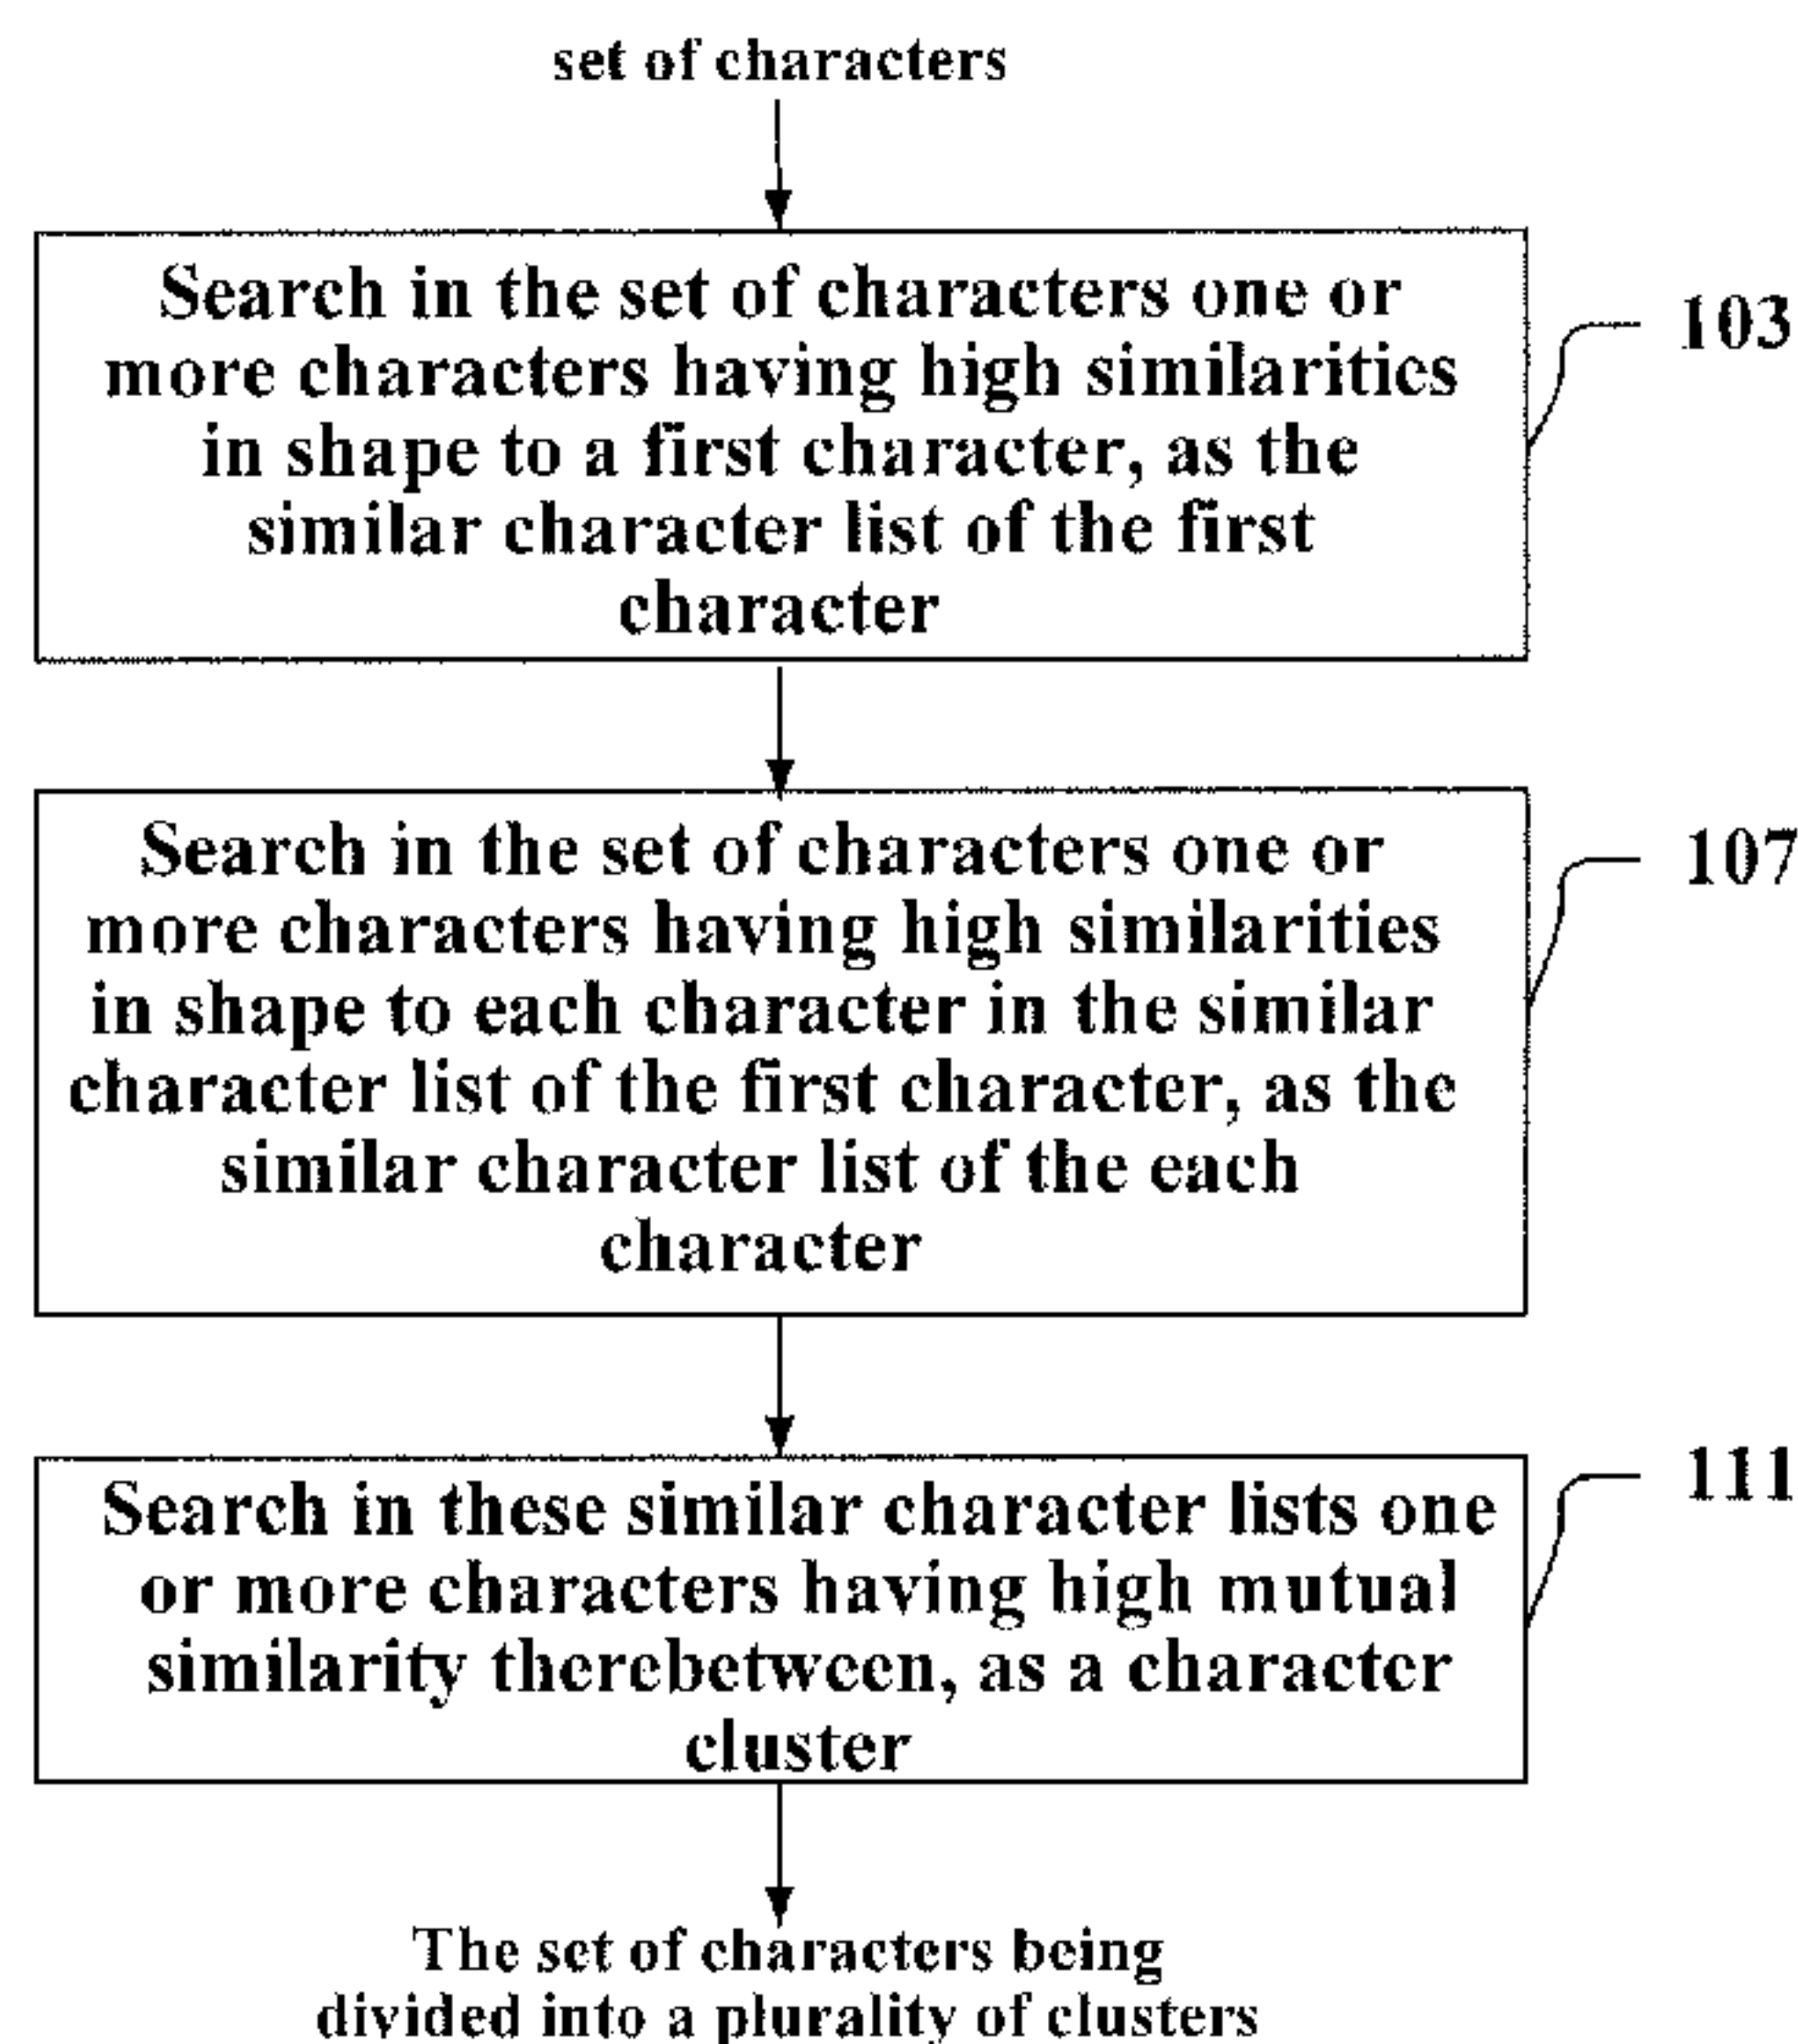 set of characters
Search in the set of characters one or
more characters having high similarities
in shape to a first character, as the
similar character list of the first
character
103
Search in the set of characters one or
more characters having high similarities
in shape to each character in the similar
character list of the first character, as the
similar character list of the each
character
107
Search in these similar character lists one
or more characters having high mutual
similarity therebetween, as a character
cluster
111
The set of characters being
divided into a plurality of clusters